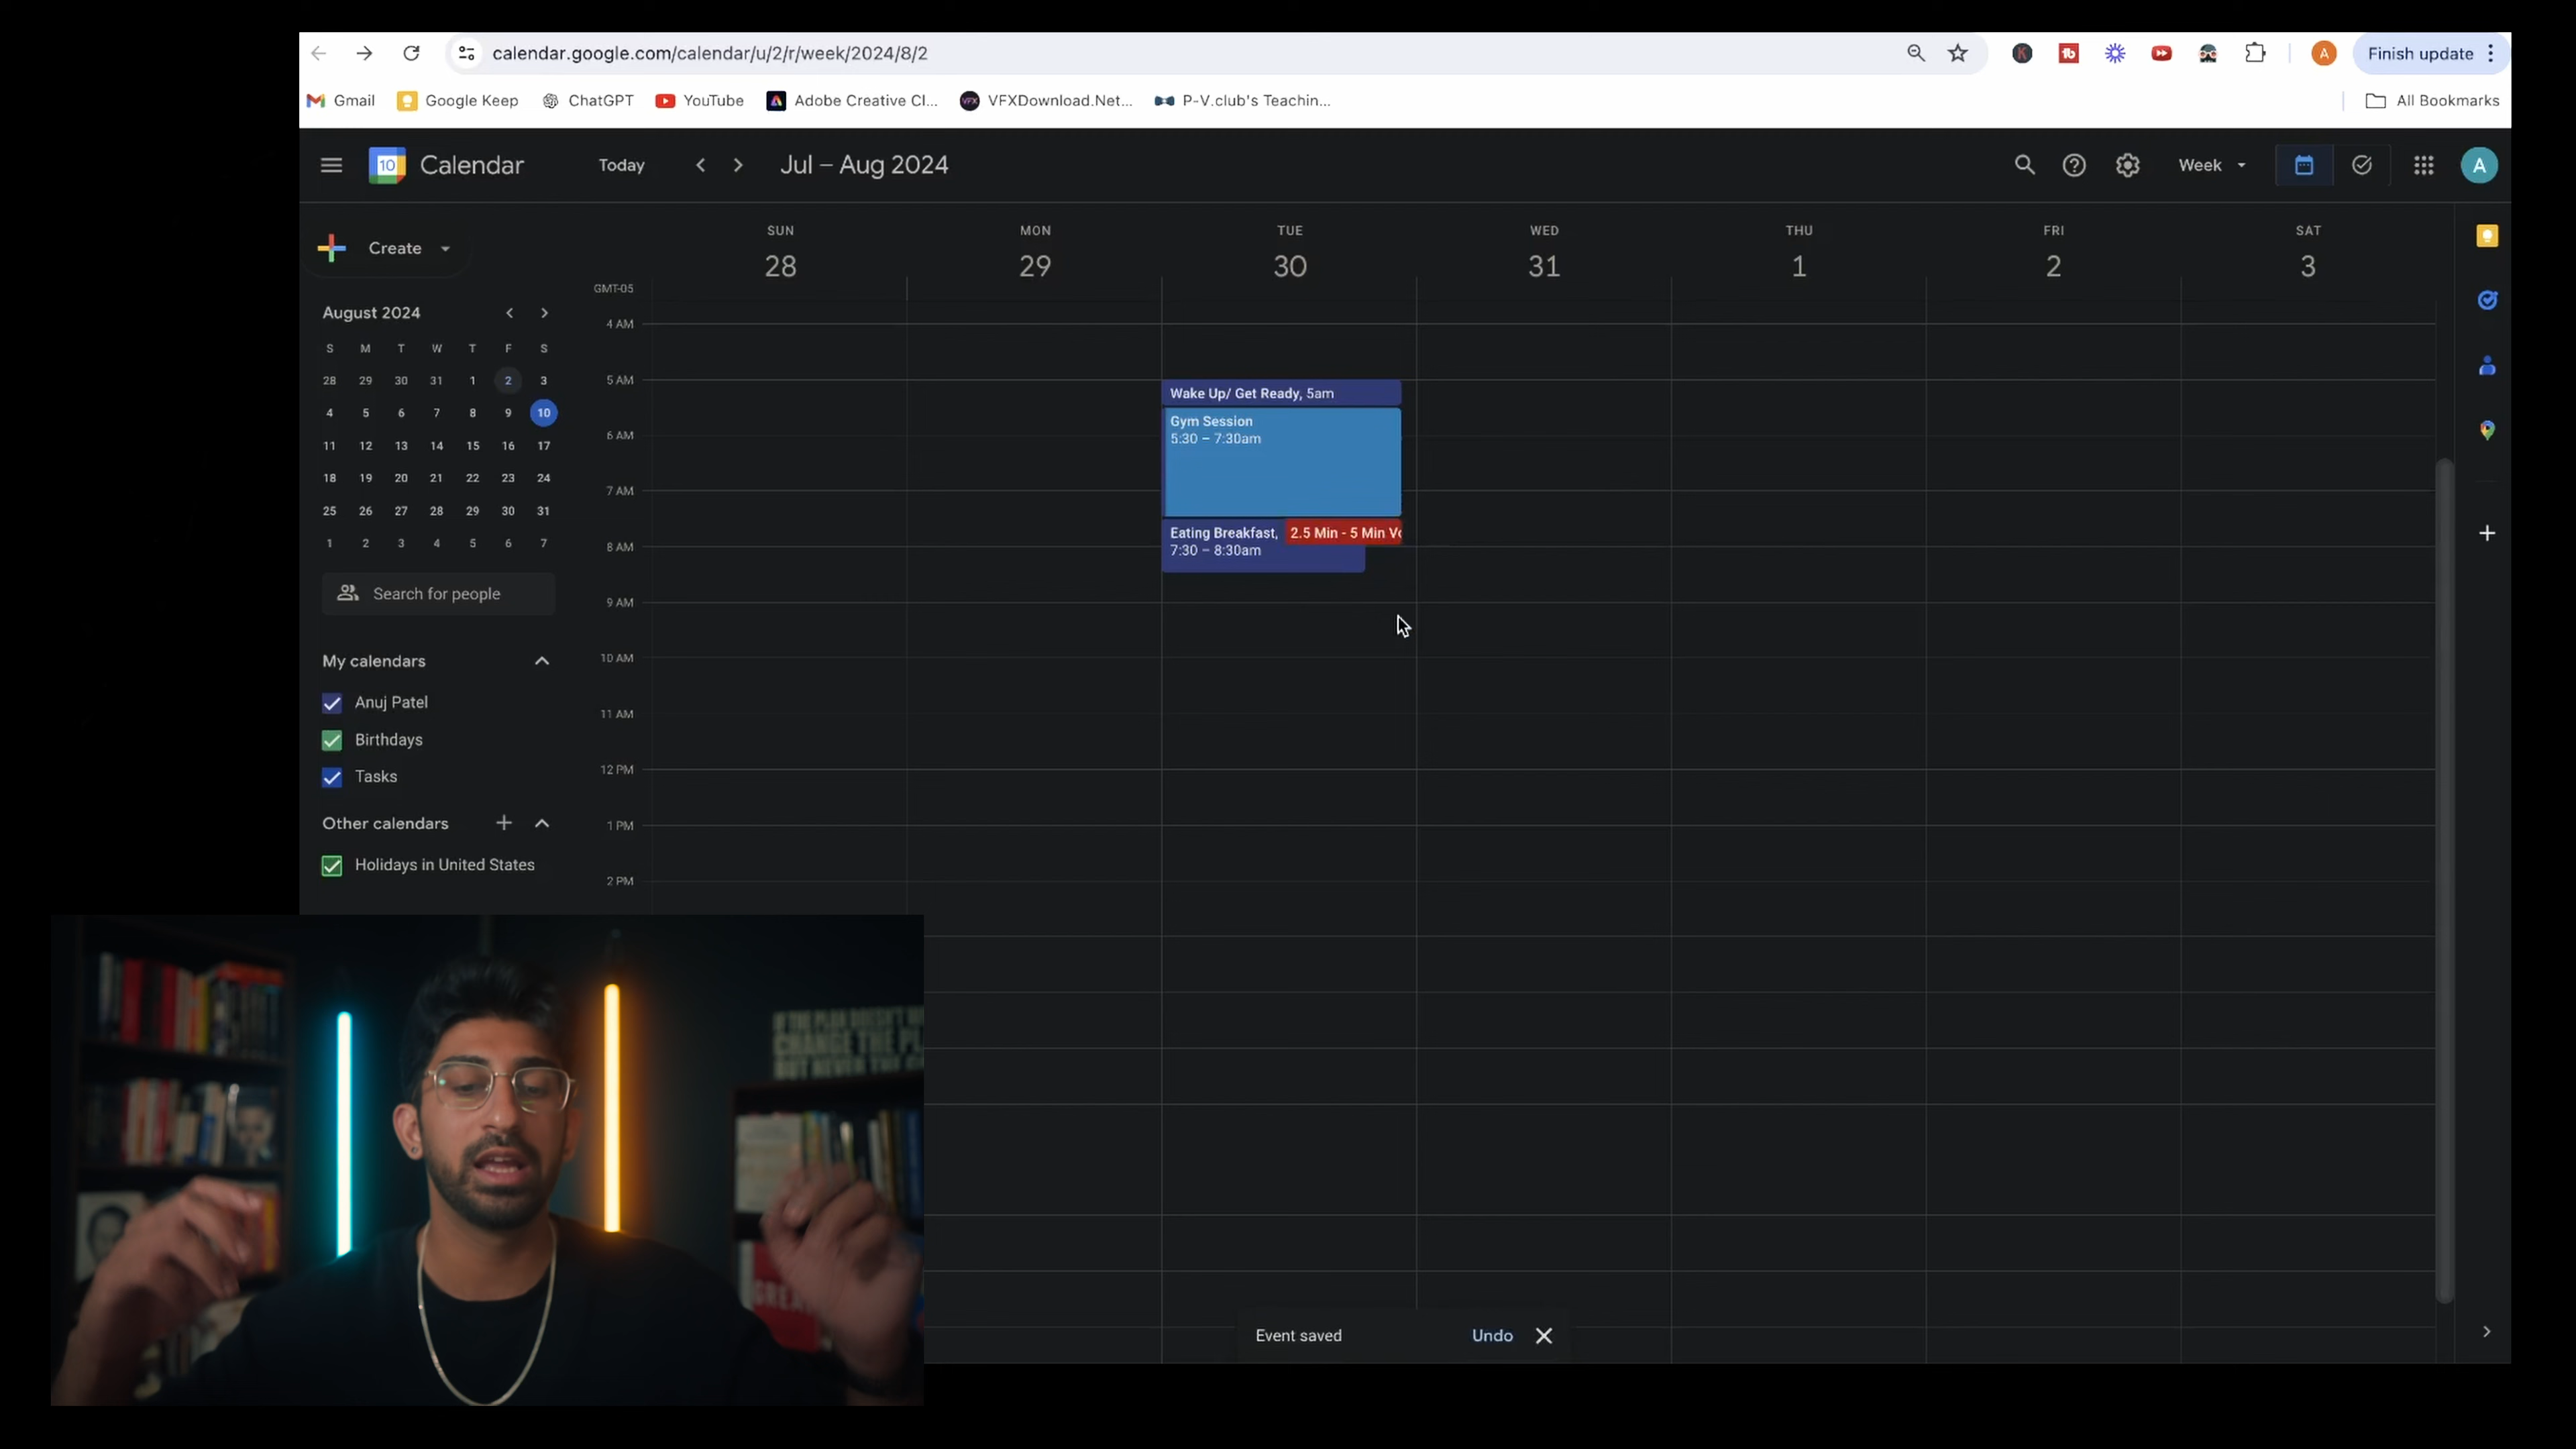 calendar.google.com/calendar/u/2/r/week/2024/8/2
Finish update
Gmail
Google Keep
ChatGPT
YouTube
Adobe Creative Cl...
VFXDownload.Net...
P-V.club's Teachin...
All Bookmarks
10
Calendar
Today
Jul – Aug 2024
Week
A
Create
SUN
MON
TUE
WED
THU
FRI
SAT
28
29
30
31
1
2
3
GMT-05
August 2024
S M T W T F S
28 29 30 31 1 2 3
4 5 6 7 8 9 10
11 12 13 14 15 16 17
18 19 20 21 22 23 24
25 26 27 28 29 30 31
1 2 3 4 5 6 7
Search for people
My calendars
Anuj Patel
Birthdays
Tasks
Other calendars
Holidays in United States
4 AM
5 AM
6 AM
7 AM
8 AM
9 AM
10 AM
11 AM
12 PM
1 PM
2 PM
Wake Up/ Get Ready, 5am
Gym Session
5:30 – 7:30am
Eating Breakfast,
7:30 – 8:30am
2.5 Min - 5 Min Vo
CHANGE THE PL
BUT NEVER THE G
GREA
Event saved
Undo